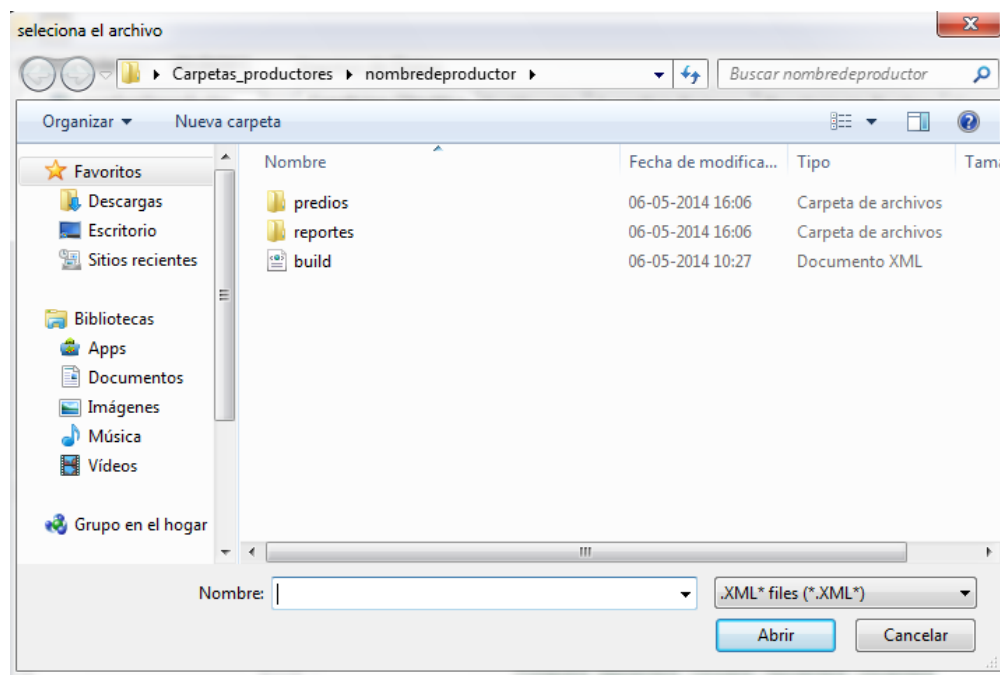 seleciona el archivo
Carpetas_productores nombredeproductor Buscar nombredeproductor
Organizar Nueva carpeta
Favoritos
Descargas
Escritorio
Sitios recientes
Bibliotecas
Apps
Documentos
Imágenes
Música
Vídeos
Grupo en el hogar
Nombre Fecha de modifica... Tipo Tama
predios 06-05-2014 16:06 Carpeta de archivos
reportes 06-05-2014 16:06 Carpeta de archivos
build 06-05-2014 10:27 Documento XML
Nombre: .XML* files (*.XML*)
Abrir Cancelar